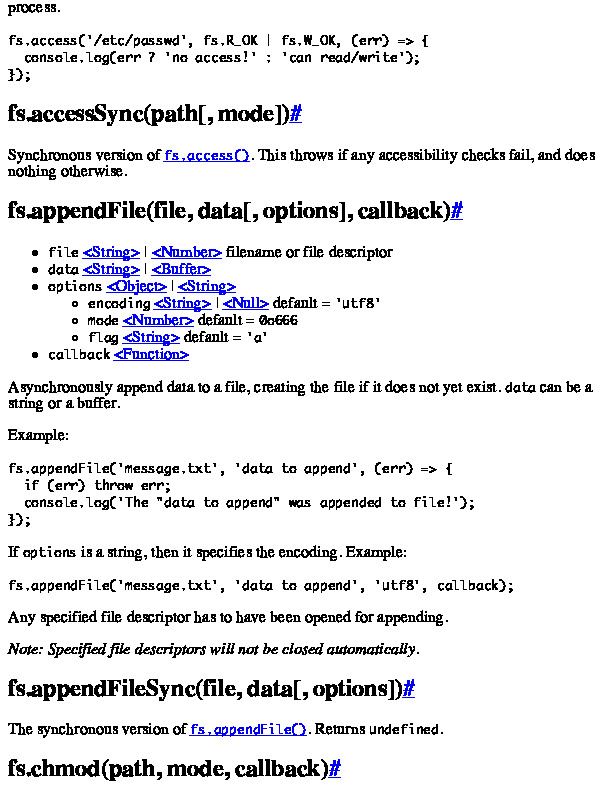 process.
fs.access('/etc/passwd', fs.R_OK | fs.W_OK, (err) => {
  console.log(err ? 'no access!' : 'can read/write');
});
fs.accessSync(path[, mode])#
Synchronous version of fs.access(). This throws if any accessibility checks fail, and does
nothing otherwise.
fs.appendFile(file, data[, options], callback)#
• file <String> | <Number> filename or file descriptor
• data <String> | <Buffer>
• options <Object> | <String>
◦ encoding <String> | <Null> default = 'utf8'
◦ mode <Number> default = 0o666
◦ flag <String> default = 'a'
• callback <Function>
Asynchronously append data to a file, creating the file if it does not yet exist. data can be a
string or a buffer.
Example:
fs.appendFile('message.txt', 'data to append', (err) => {
  if (err) throw err;
  console.log('The "data to append" was appended to file!');
});
If options is a string, then it specifies the encoding. Example:
fs.appendFile('message.txt', 'data to append', 'utf8', callback);
Any specified file descriptor has to have been opened for appending.
Note: Specified file descriptors will not be closed automatically.
fs.appendFileSync(file, data[, options])#
The synchronous version of fs.appendFile(). Returns undefined.
fs.chmod(path, mode, callback)#